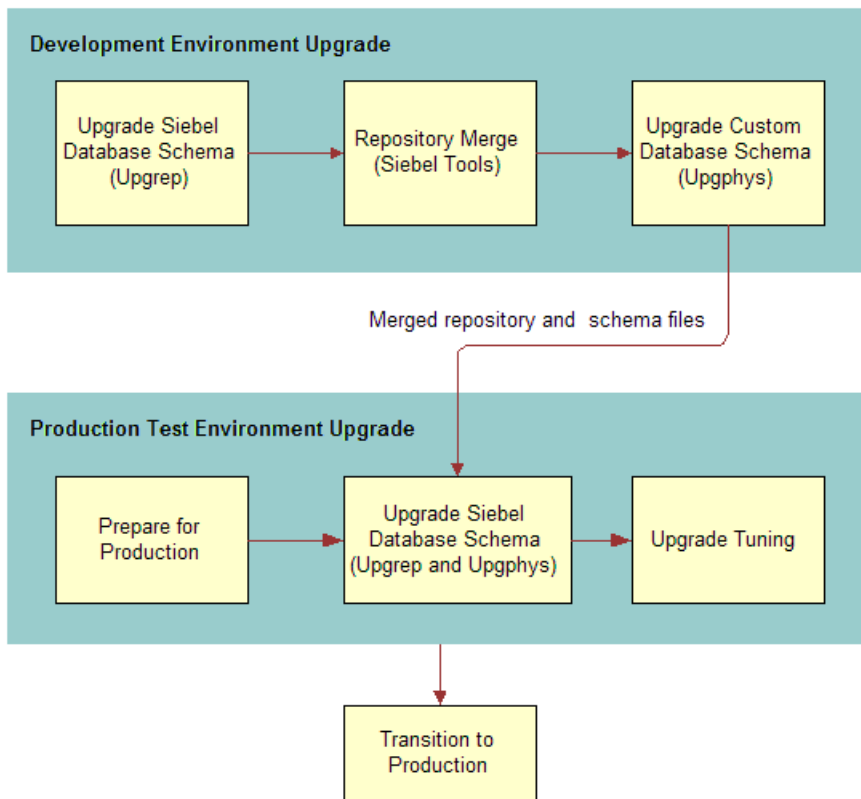 Development Environment Upgrade
Upgrade Siebel
Database Schema
(Upgrep)
Repository Merge
(Siebel Tools)
Upgrade Custom
Database Schema
(Upgphys)
Merged repository and schema files
Production Test Environment Upgrade
Prepare for
Production
Upgrade Siebel
Database Schema
(Upgrep and Upgphys)
Upgrade Tuning
Transition to
Production